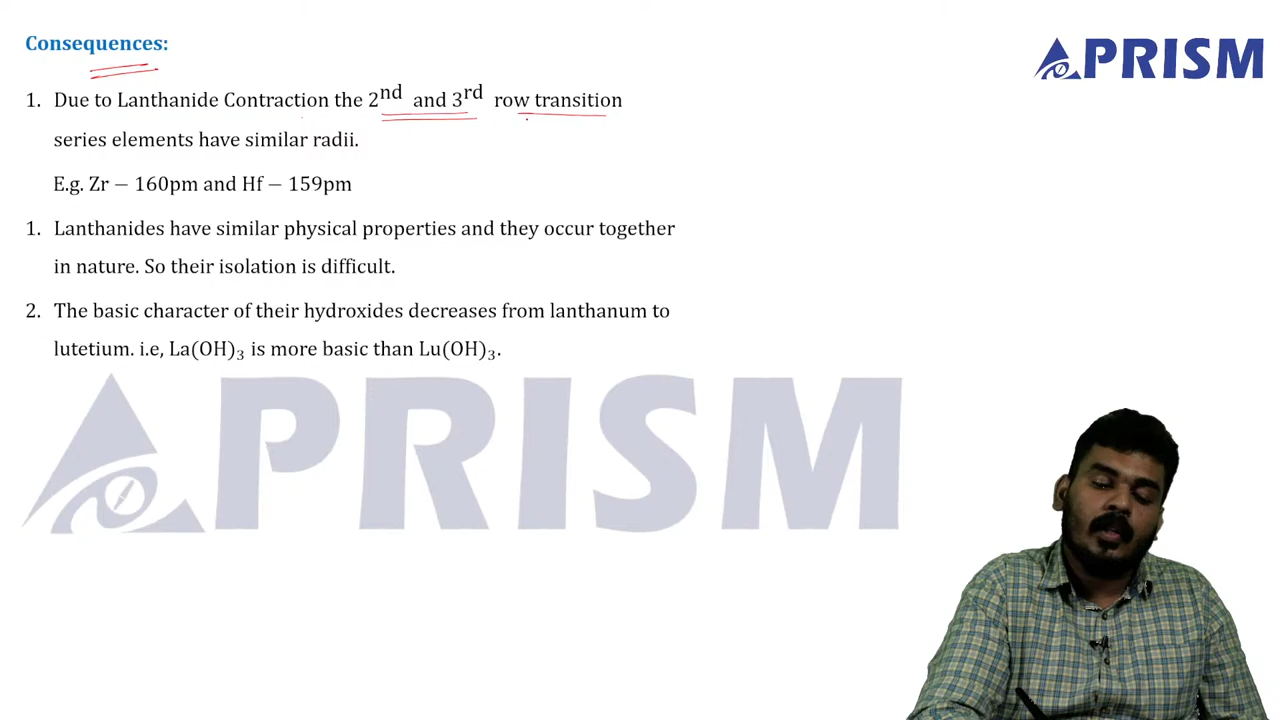 Consequences:
PRISM
1. Due to Lanthanide Contraction the 2nd and 3rd row transition
series elements have similar radii.
E.g. Zr − 160pm and Hf − 159pm
1. Lanthanides have similar physical properties and they occur together
in nature. So their isolation is difficult.
2. The basic character of their hydroxides decreases from lanthanum to
lutetium. i.e, La(OH)₃ is more basic than Lu(OH)₃.
PRISM